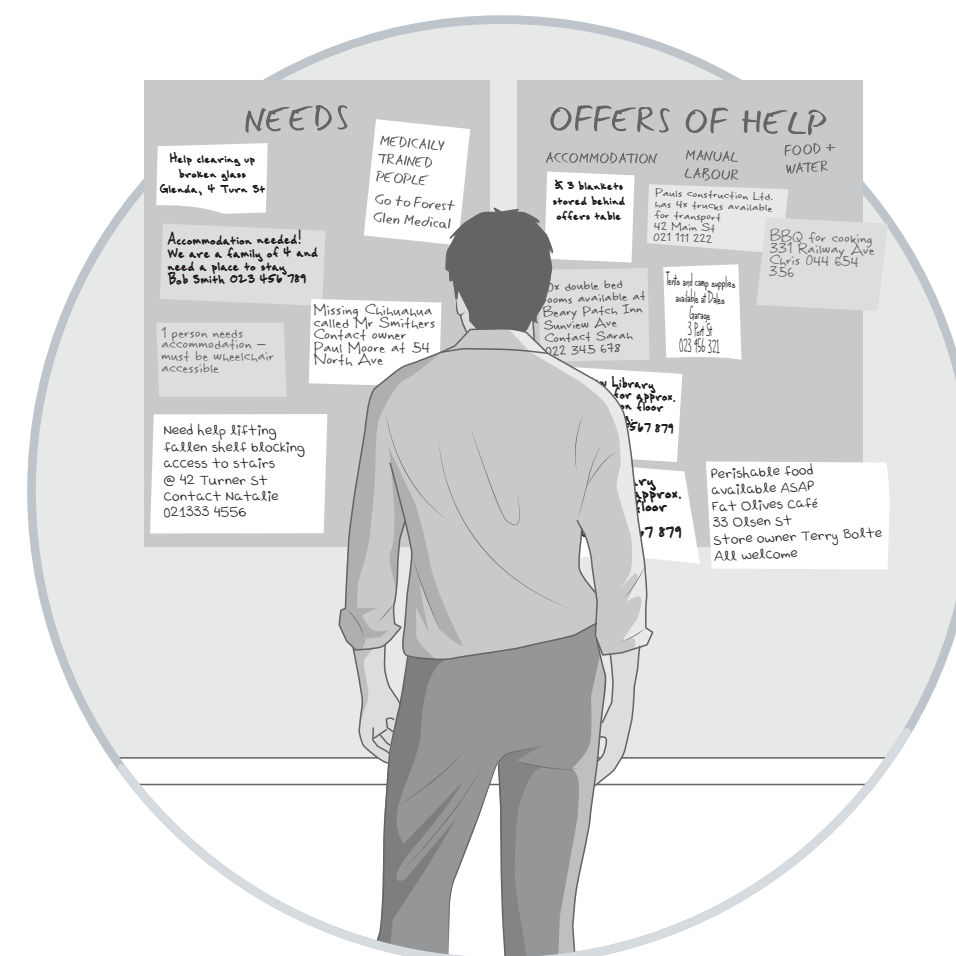 NEEDS
Help clearing up
broken glass
Glenda, 4 Turn St
MEDICALLY
TRAINED
PEOPLE
Go to Forest
Glen Medical
Accommodation needed!
We are a family of 4 and
need a place to stay
Bob Smith 023 456 789
Missing Chihuahua
called Mr Smithers
Contact owner
Paul Moore at 54
North Ave
1 person needs
accommodation –
must be wheelchair
accessible
Need help lifting
fallen shelf blocking
access to stairs
@ 42 Turner St
Contact Natalie
021333 4556
OFFERS OF HELP
ACCOMMODATION
MANUAL
LABOUR
FOOD +
WATER
3 blankets
stored behind
offers table
Pauls construction Ltd.
has 4x trucks available
for transport
42 Main St
021 111 222
BBQ for cooking
331 Railway Ave
Chris 044 654
356
double bed
available at
Beary Patch Inn
Sunview Ave
Contact Sarah
022 345 678
Tents and camp supplies
available at Dales
Garage
3 Port St
023 456 321
Library
for approx.
on floor
567 879
approx.
floor
7 879
Perishable food
available ASAP
Fat Olives Café
33 Olsen St
Store owner Terry Bolte
All welcome